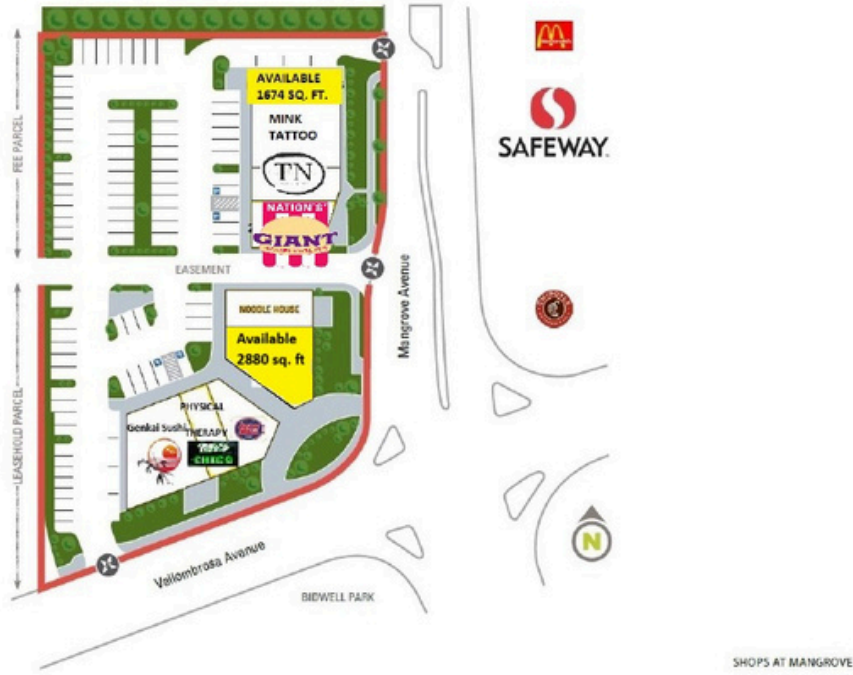 AVAILABLE
1674 SQ. FT.
MINK
TATTOO
TN
NATION'S
GIANT
FEE PARCEL
SAFEWAY
EASEMENT
Mangrove Avenue
NOODLE HOUSE
Available
2880 sq. ft
PHYSICAL
THERAPY
Genkai Sushi
CHICO
LEASEHOLD PARCEL
Vallombrosa Avenue
BIDWELL PARK
N
SHOPS AT MANGROVE